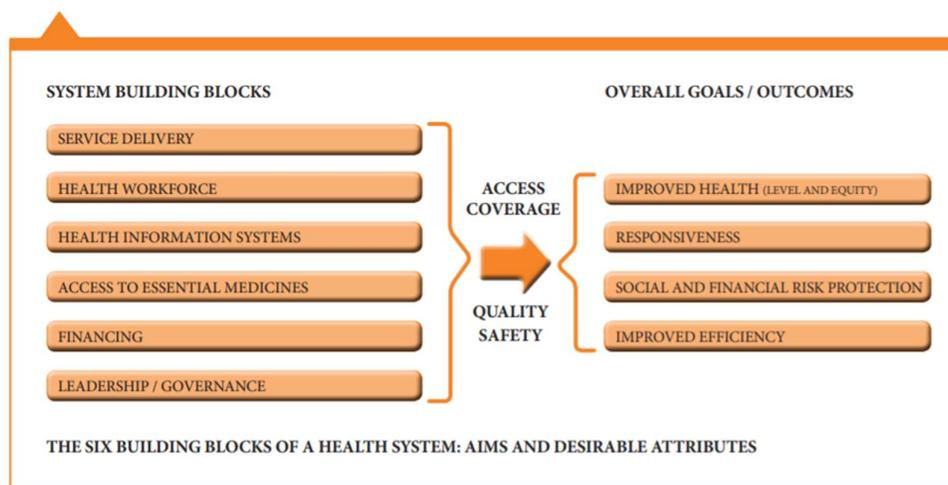 SYSTEM BUILDING BLOCKS
SERVICE DELIVERY
HEALTH WORKFORCE
HEALTH INFORMATION SYSTEMS
ACCESS TO ESSENTIAL MEDICINES
FINANCING
LEADERSHIP / GOVERNANCE
ACCESS
COVERAGE
QUALITY
SAFETY
OVERALL GOALS / OUTCOMES
IMPROVED HEALTH (LEVEL AND EQUITY)
RESPONSIVENESS
SOCIAL AND FINANCIAL RISK PROTECTION
IMPROVED EFFICIENCY
THE SIX BUILDING BLOCKS OF A HEALTH SYSTEM: AIMS AND DESIRABLE ATTRIBUTES